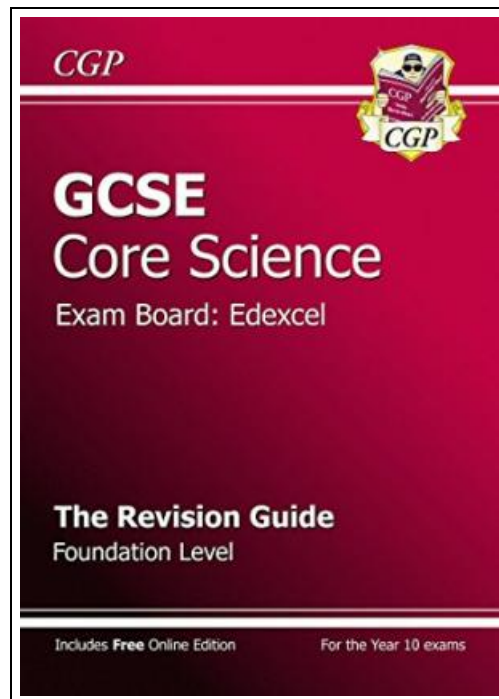 CGP
CGP
CGP
GCSE
Core Science
Exam Board: Edexcel
The Revision Guide
Foundation Level
Includes Free Online Edition
For the Year 10 exams